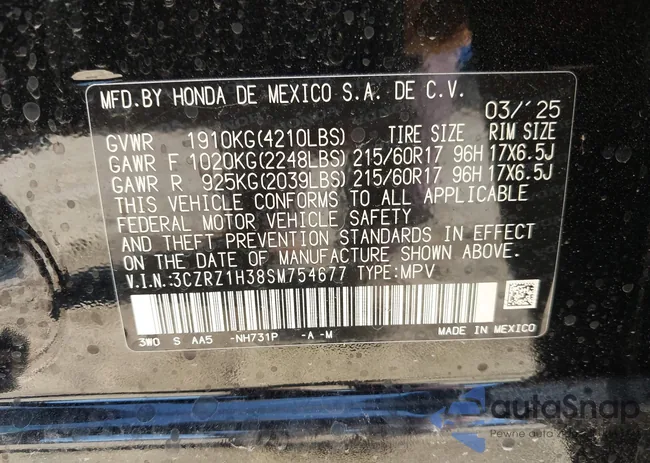 MFD.BY HONDA DE MEXICO S.A. DE C.V.
03/'25
GVWR 1910KG(4210LBS) TIRE SIZE RIM SIZE
GAWR F 1020KG(2248LBS) 215/60R17 96H 17X6.5J
GAWR R 925KG(2039LBS) 215/60R17 96H 17X6.5J
THIS VEHICLE CONFORMS TO ALL APPLICABLE
FEDERAL MOTOR VEHICLE SAFETY
AND THEFT PREVENTION STANDARDS IN EFFECT
ON THE DATE OF MANUFACTURE SHOWN ABOVE.
V.I.N.:3CZRZ1H38SM754677 TYPE:MPV
3W0 S AA5 -NH731P -A -M MADE IN MEXICO
autoSnap
Pewne auta z